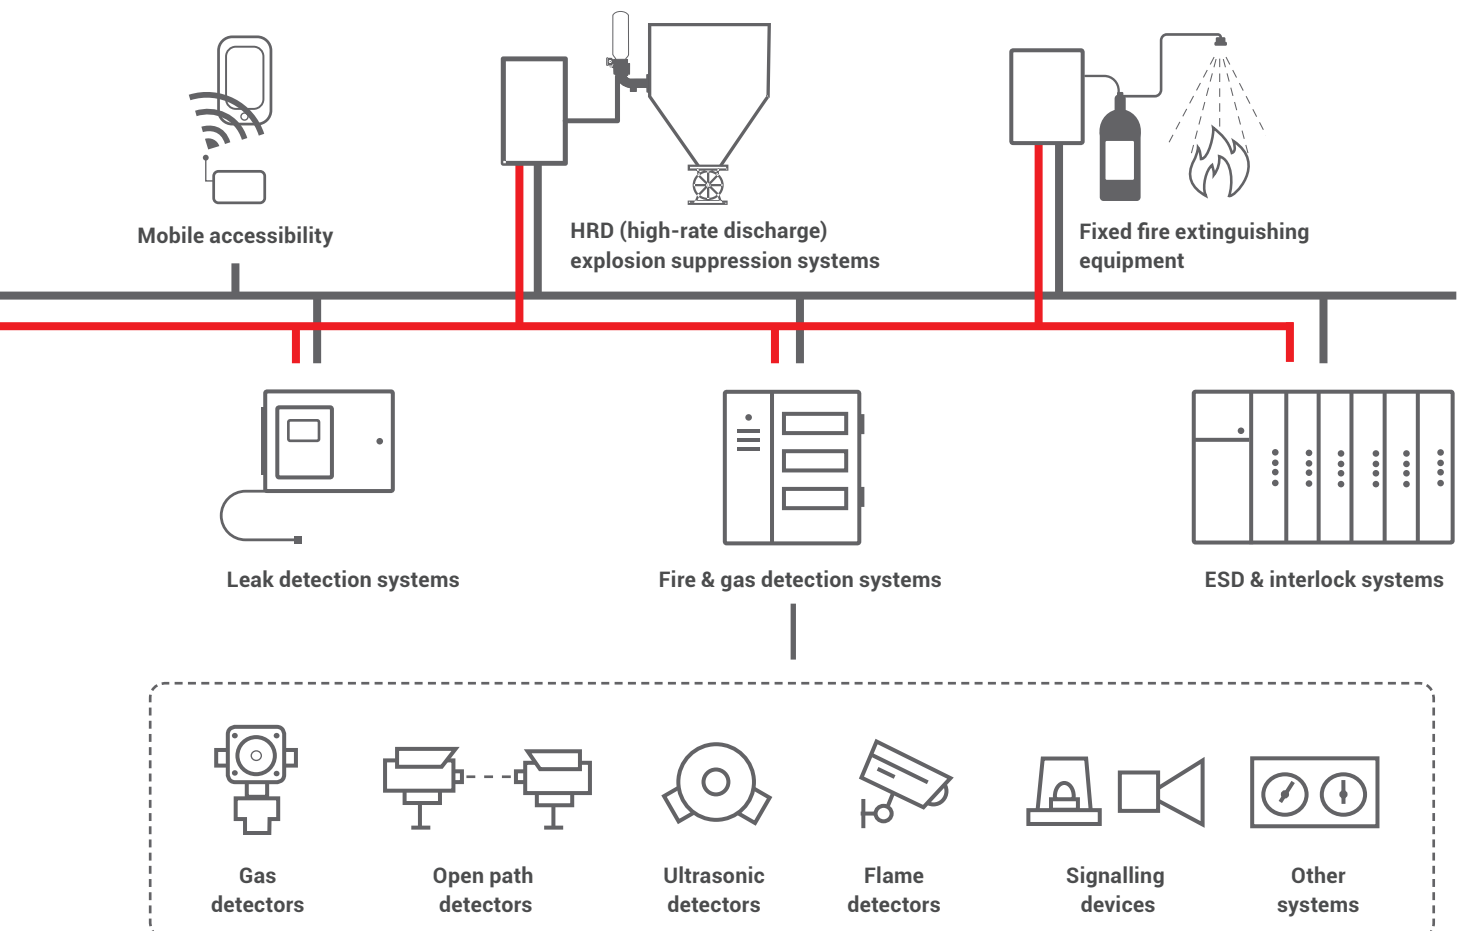 Mobile accessibility
HRD (high-rate discharge)
explosion suppression systems
Fixed fire extinguishing
equipment
Leak detection systems
Fire & gas detection systems
ESD & interlock systems
Gas
detectors
Open path
detectors
Ultrasonic
detectors
Flame
detectors
Signalling
devices
Other
systems